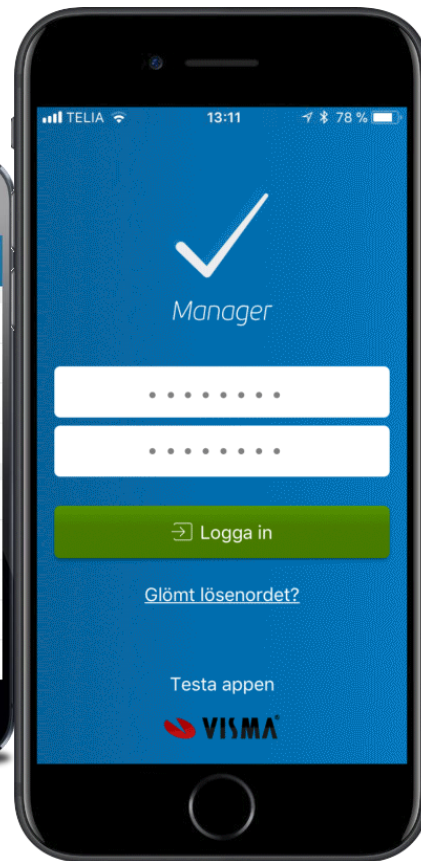 TELIA 13:11 78 %
Manager
Logga in
Glömt lösenordet?
Testa appen
VISMA